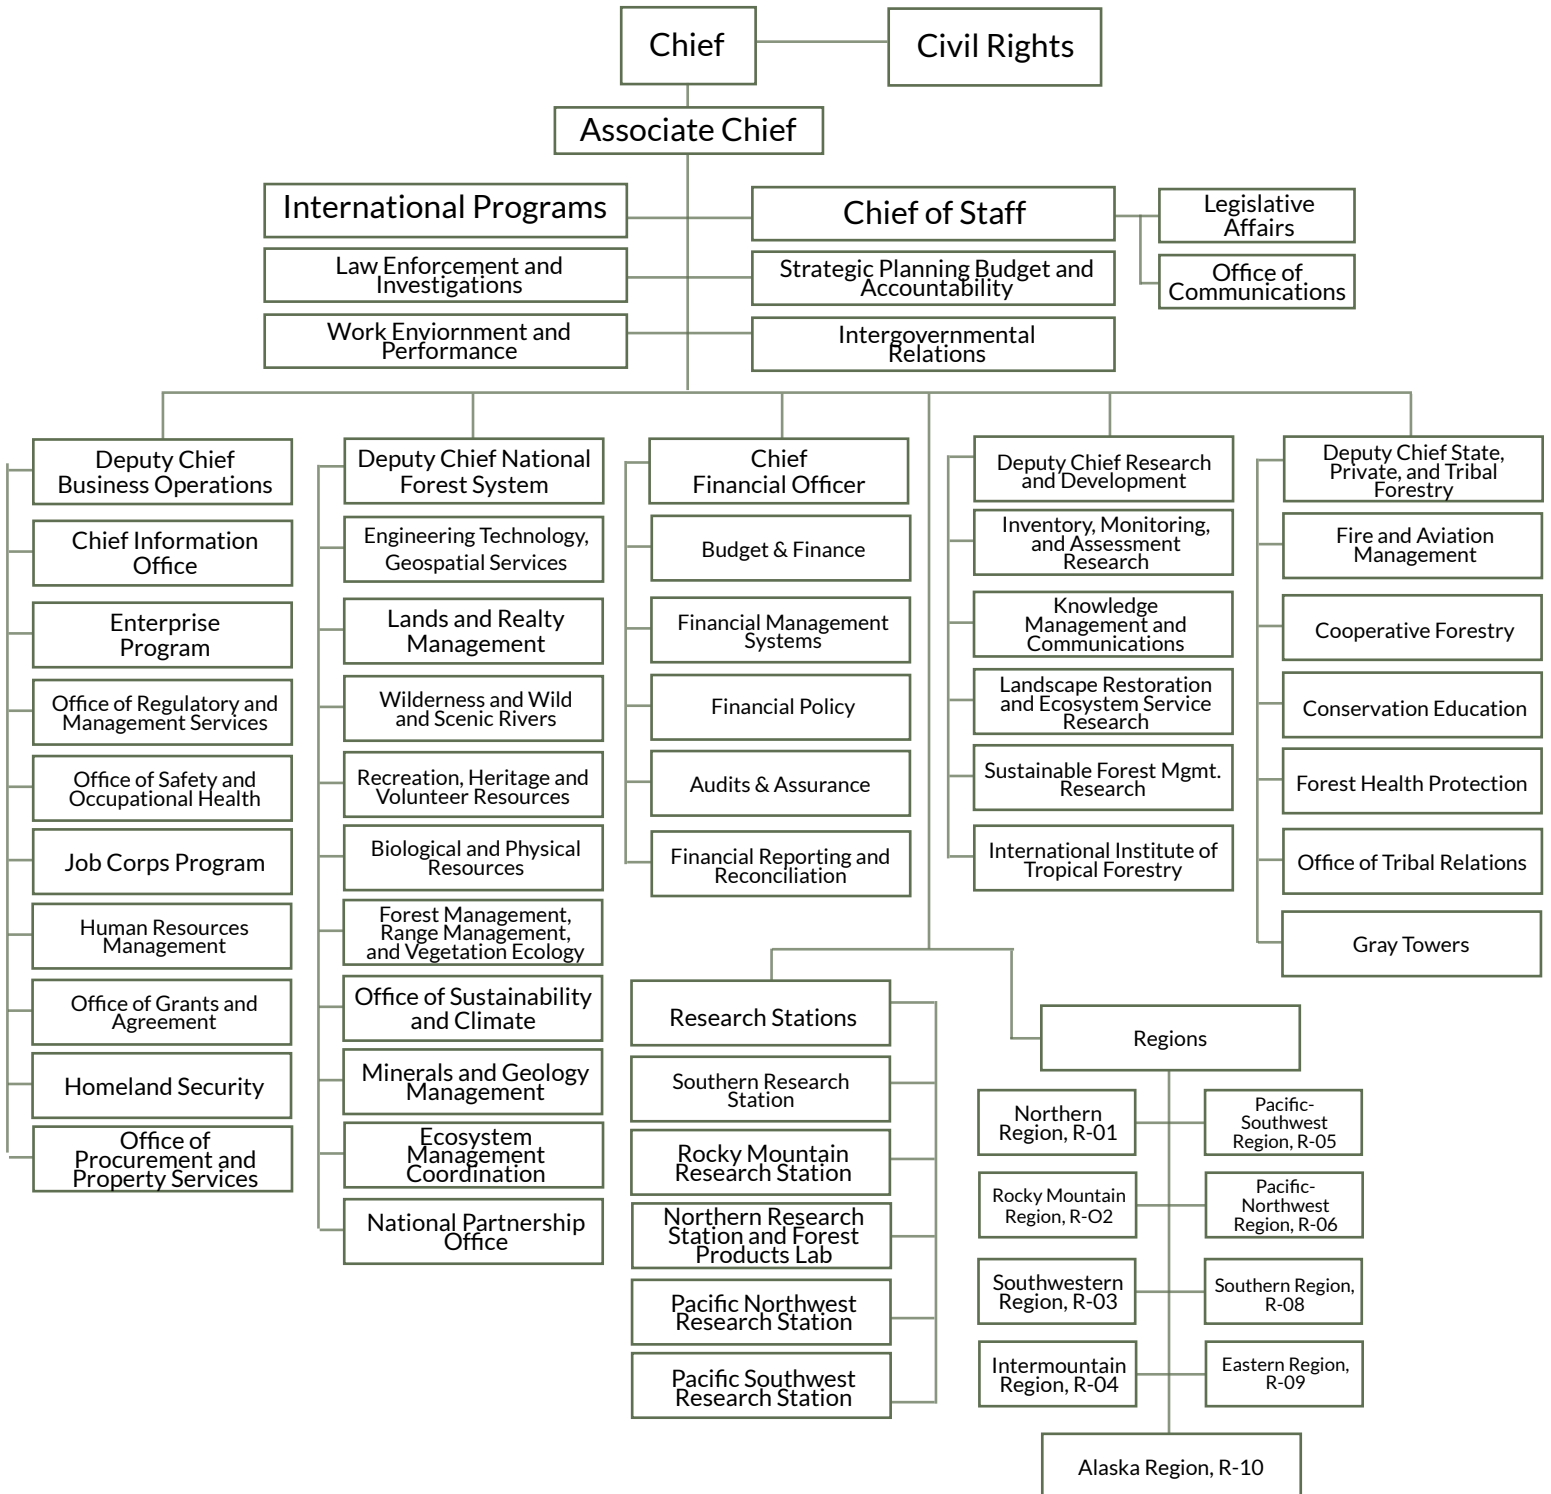 Chief
Civil Rights
Associate Chief
International Programs
Chief of Staff
Legislative
Affairs
Law Enforcement and
Investigations
Strategic Planning Budget and
Accountability
Office of
Communications
Work Enviornment and
Performance
Intergovernmental
Relations
Deputy Chief
Business Operations
Chief Information
Office
Enterprise
Program
Office of Regulatory and
Management Services
Office of Safety and
Occupational Health
Job Corps Program
Human Resources
Management
Office of Grants and
Agreement
Homeland Security
Office of
Procurement and
Property Services
Deputy Chief National
Forest System
Engineering Technology,
Geospatial Services
Lands and Realty
Management
Wilderness and Wild
and Scenic Rivers
Recreation, Heritage and
Volunteer Resources
Biological and Physical
Resources
Forest Management,
Range Management,
and Vegetation Ecology
Office of Sustainability
and Climate
Minerals and Geology
Management
Ecosystem
Management
Coordination
National Partnership
Office
Chief
Financial Officer
Budget & Finance
Financial Management
Systems
Financial Policy
Audits & Assurance
Financial Reporting and
Reconciliation
Deputy Chief Research
and Development
Inventory, Monitoring,
and Assessment
Research
Knowledge
Management and
Communications
Landscape Restoration
and Ecosystem Service
Research
Sustainable Forest Mgmt.
Research
International Institute of
Tropical Forestry
Deputy Chief State,
Private, and Tribal
Forestry
Fire and Aviation
Management
Cooperative Forestry
Conservation Education
Forest Health Protection
Office of Tribal Relations
Gray Towers
Research Stations
Southern Research
Station
Rocky Mountain
Research Station
Northern Research
Station and Forest
Products Lab
Pacific Northwest
Research Station
Pacific Southwest
Research Station
Regions
Northern
Region, R-01
Pacific-
Southwest
Region, R-05
Rocky Mountain
Region, R-O2
Pacific-
Northwest
Region, R-06
Southwestern
Region, R-03
Southern Region,
R-08
Intermountain
Region, R-04
Eastern Region,
R-09
Alaska Region, R-10